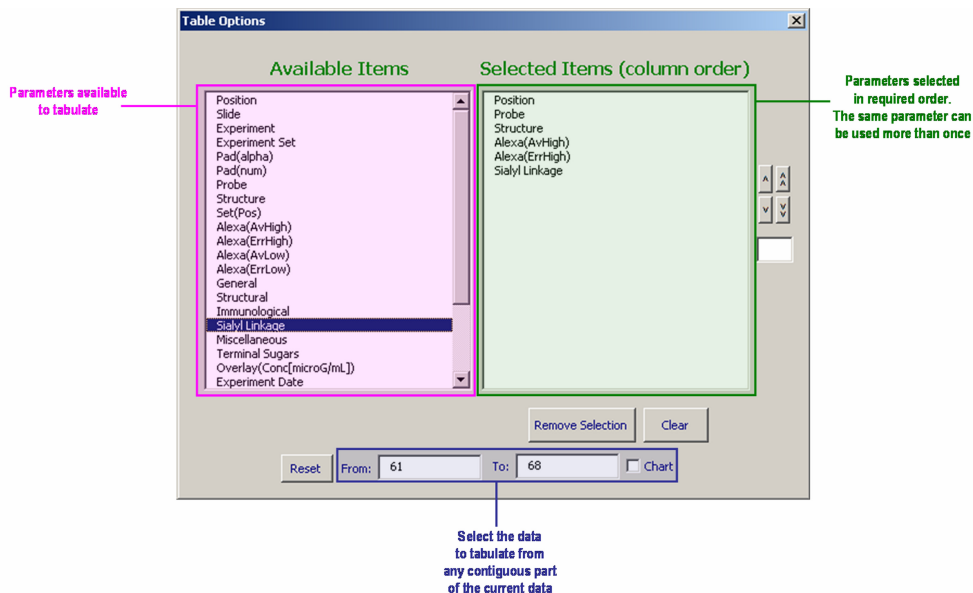 Table Options
Available Items
Selected Items (column order)
Parameters available
to tabulate
Position
Slide
Experiment
Experiment Set
Pad(alpha)
Pad(num)
Probe
Structure
Set(Pos)
Alexa(AvHigh)
Alexa(ErrHigh)
Alexa(AvLow)
Alexa(ErrLow)
General
Structural
Immunological
Sialyl Linkage
Miscellaneous
Terminal Sugars
Overlay(Conc[microG/mL])
Experiment Date
Position
Probe
Structure
Alexa(AvHigh)
Alexa(ErrHigh)
Sialyl Linkage
Parameters selected
in required order.
The same parameter can
be used more than once
Remove Selection
Clear
Reset
From: 61
To: 68
Chart
Select the data
to tabulate from
any contiguous part
of the current data